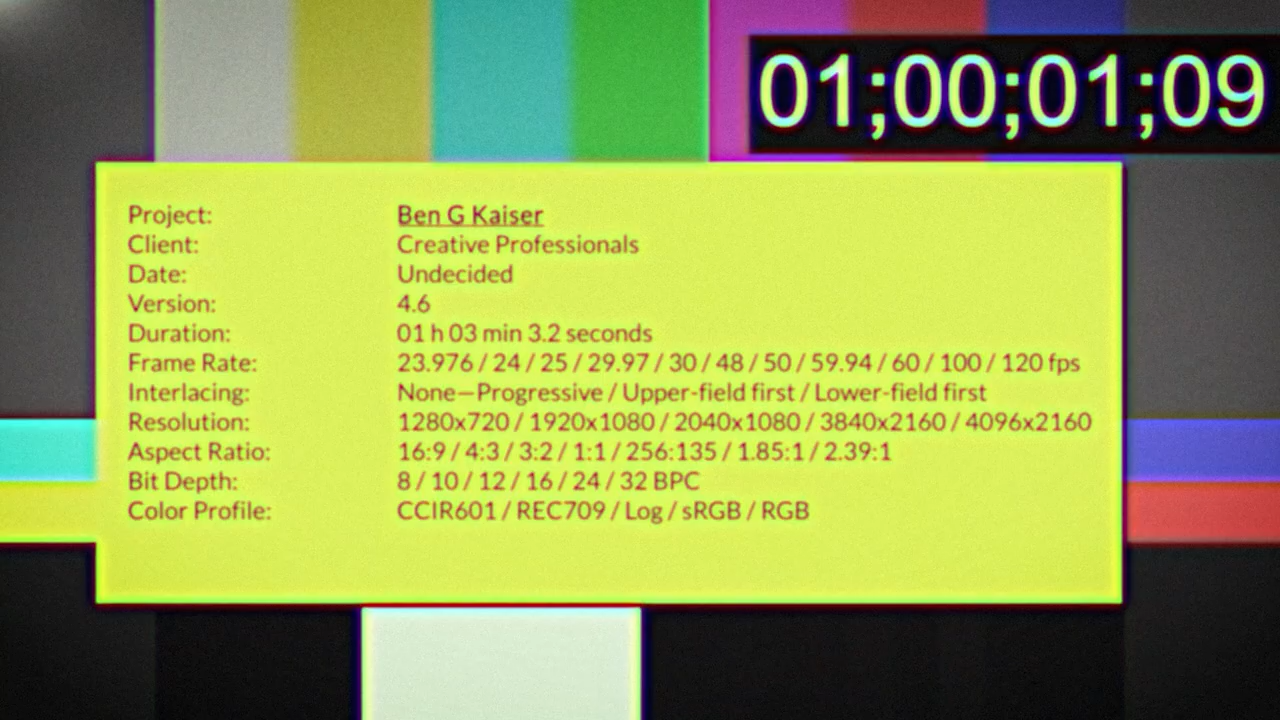 01;00;01;09
Project: Ben G Kaiser
Client: Creative Professionals
Date: Undecided
Version: 4.6
Duration: 01 h 03 min 3.2 seconds
Frame Rate: 23.976 / 24 / 25 / 29.97 / 30 / 48 / 50 / 59.94 / 60 / 100 / 120 fps
Interlacing: None—Progressive / Upper-field first / Lower-field first
Resolution: 1280x720 / 1920x1080 / 2040x1080 / 3840x2160 / 4096x2160
Aspect Ratio: 16:9 / 4:3 / 3:2 / 1:1 / 256:135 / 1.85:1 / 2.39:1
Bit Depth: 8 / 10 / 12 / 16 / 24 / 32 BPC
Color Profile: CCIR601 / REC709 / Log / sRGB / RGB